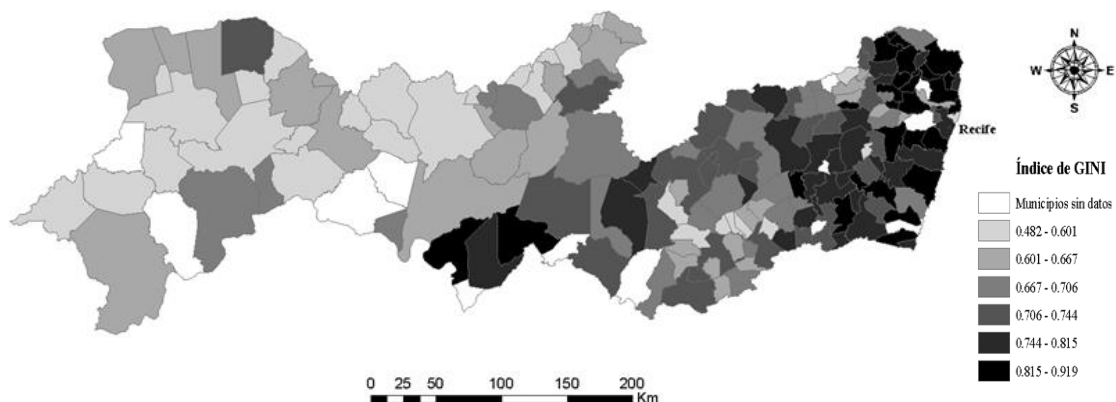 N
W E
S
Recife
Índice de GINI
Municipios sin datos
0.482 - 0.601
0.601 - 0.667
0.667 - 0.706
0.706 - 0.744
0.744 - 0.815
0.815 - 0.919
0 25 50 100 150 200
Km